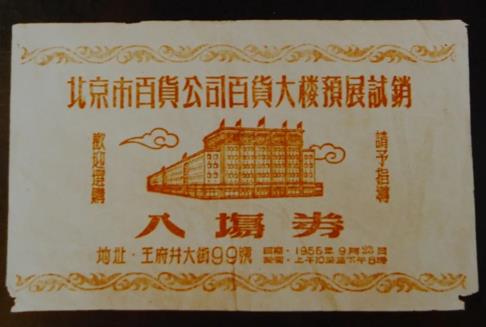 北京市百貨公司百貨大楼預展試銷
歡迎選購
請予指導
入場券
地址·王府井大街99號
日期·1955年9月23日
時間·上午10時至下午8時